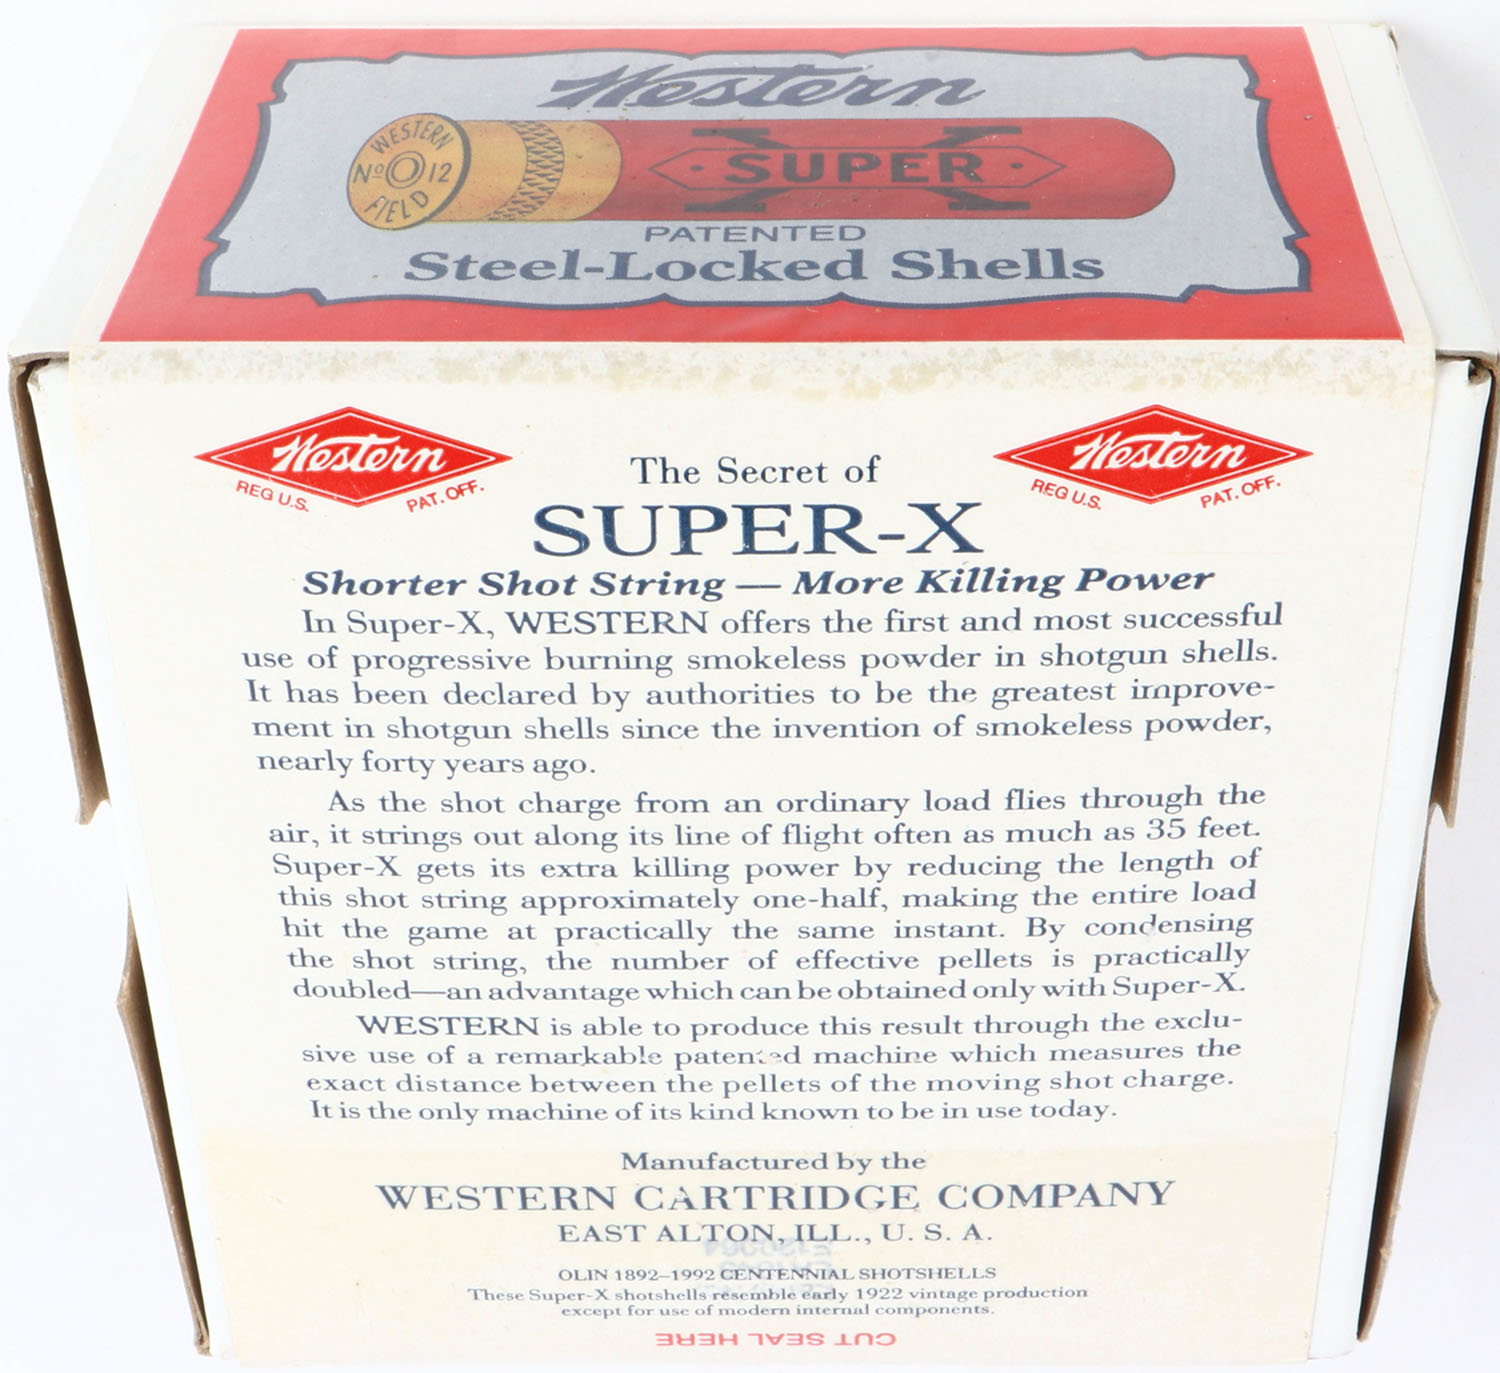 Western
WESTERN
No 12
FIELD
SUPER
X
PATENTED
Steel-Locked Shells
Western
REG U.S. PAT. OFF.
Western
REG U.S. PAT. OFF.
The Secret of
SUPER-X
Shorter Shot String — More Killing Power
In Super-X, WESTERN offers the first and most successful
use of progressive burning smokeless powder in shotgun shells.
It has been declared by authorities to be the greatest improve-
ment in shotgun shells since the invention of smokeless powder,
nearly forty years ago.
As the shot charge from an ordinary load flies through the
air, it strings out along its line of flight often as much as 35 feet.
Super-X gets its extra killing power by reducing the length of
this shot string approximately one-half, making the entire load
hit the game at practically the same instant. By condensing
the shot string, the number of effective pellets is practically
doubled—an advantage which can be obtained only with Super-X.
WESTERN is able to produce this result through the exclu-
sive use of a remarkable patented machine which measures the
exact distance between the pellets of the moving shot charge.
It is the only machine of its kind known to be in use today.
Manufactured by the
WESTERN CARTRIDGE COMPANY
EAST ALTON, ILL., U. S. A.
OLIN 1892–1992 CENTENNIAL SHOTSHELLS
These Super-X shotshells resemble early 1922 vintage production
except for use of modern internal components.
CUT SEAL HERE